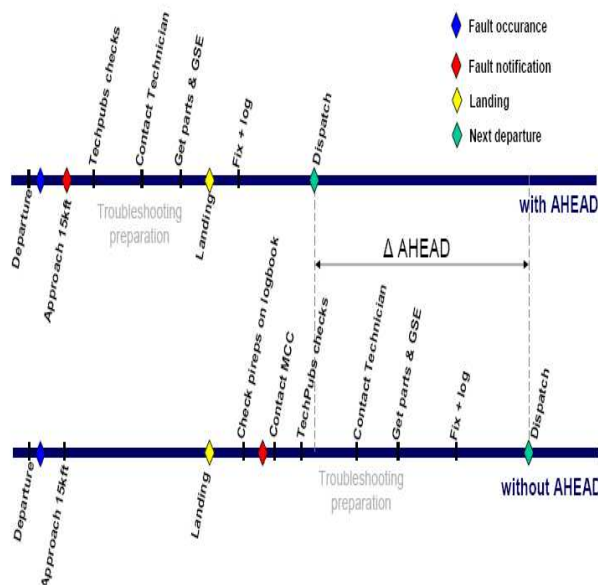 Fault occurance
Fault notification
Landing
Next departure
Techpubs checks
Contact Technician
Get parts & GSE
Fix + log
Dispatch
Departure
Approach 15kft
Troubleshooting
preparation
Landing
with AHEAD
Δ AHEAD
Check pireps on logbook
Contact MCC
TechPubs checks
Contact Technician
Get parts & GSE
Fix + log
Dispatch
Departure
Approach 15kft
Landing
Troubleshooting
preparation
without AHEAD